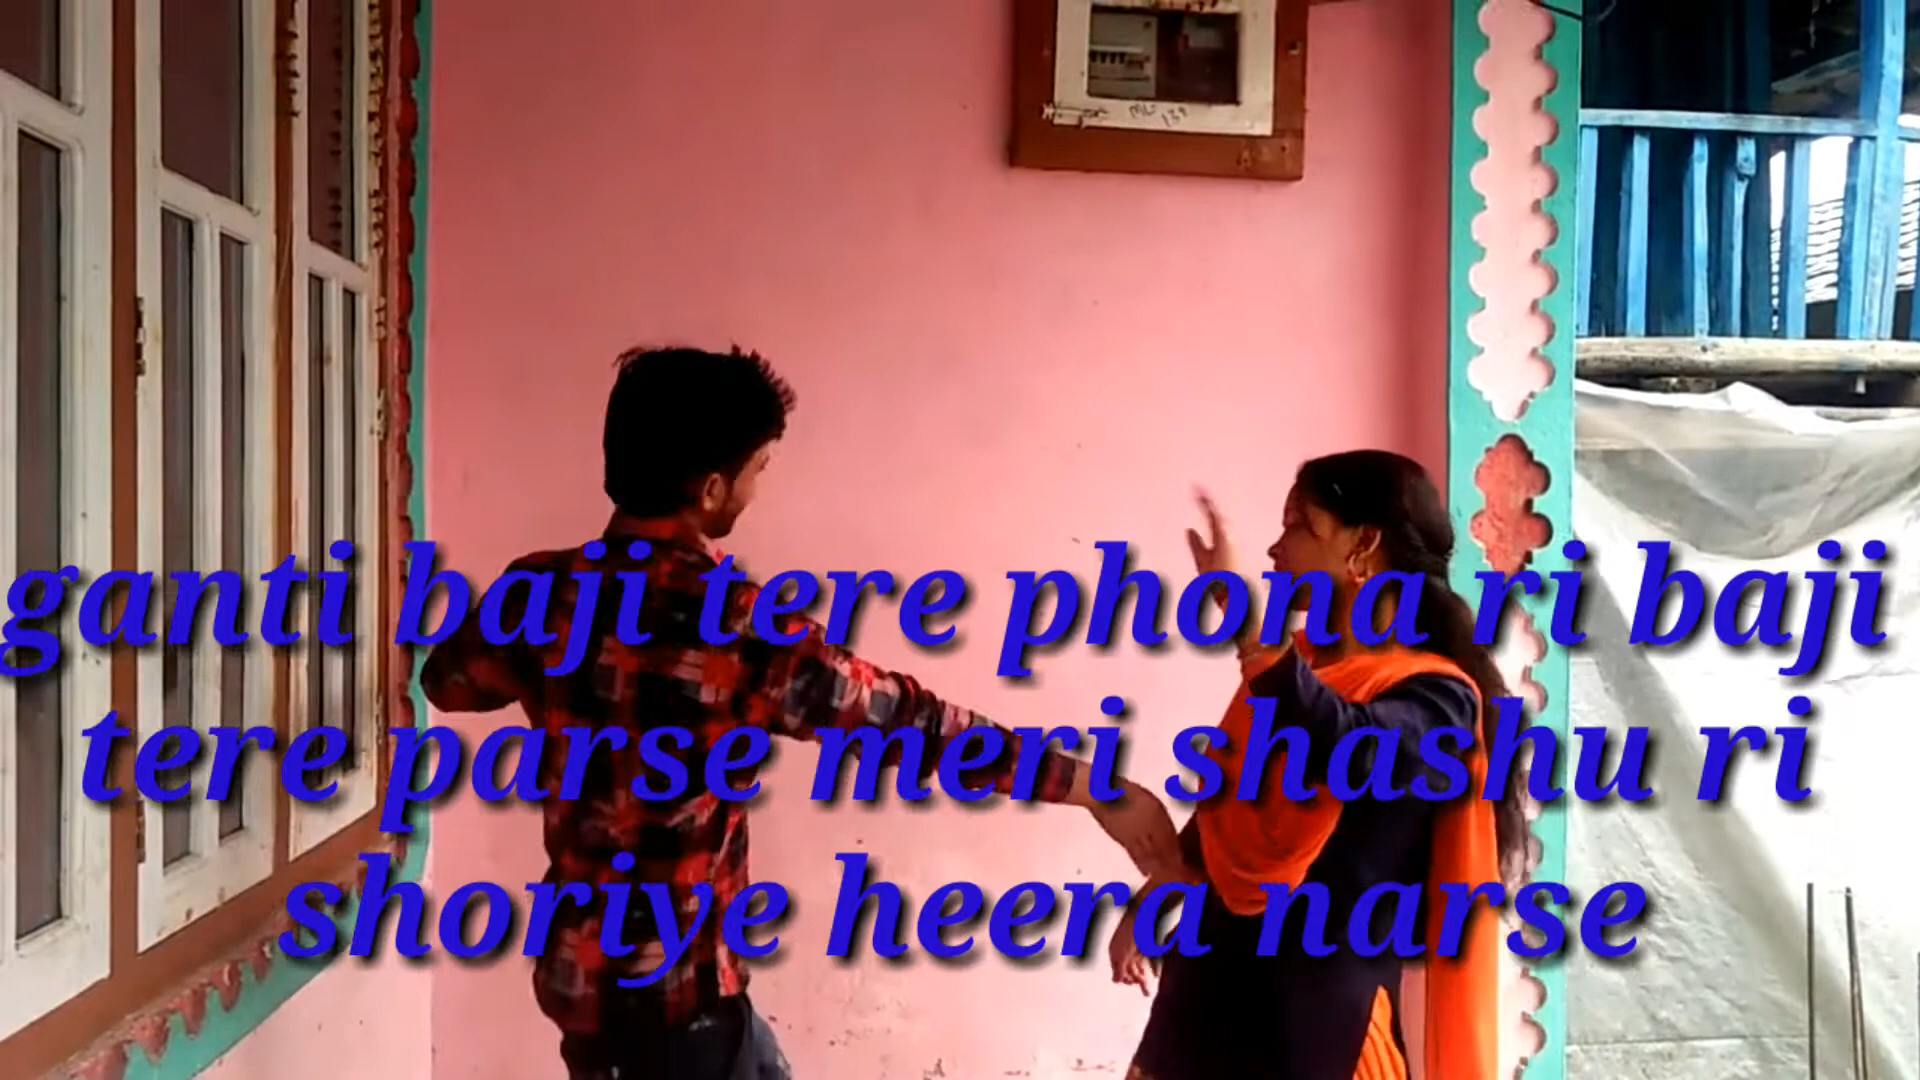 ganti baji tere phona ri baji
tere parse meri shashu ri
shoriye heera narse